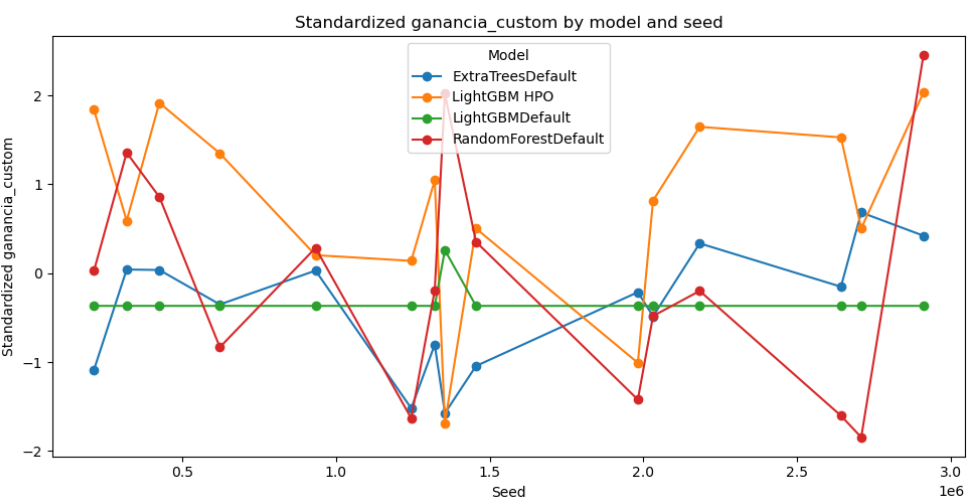 Standardized ganancia_custom by model and seed
Model
ExtraTreesDefault
LightGBM HPO
LightGBMDefault
RandomForestDefault
Standardized ganancia_custom
2
1
0
−1
−2
0.5
1.0
1.5
2.0
2.5
3.0
1e6
Seed